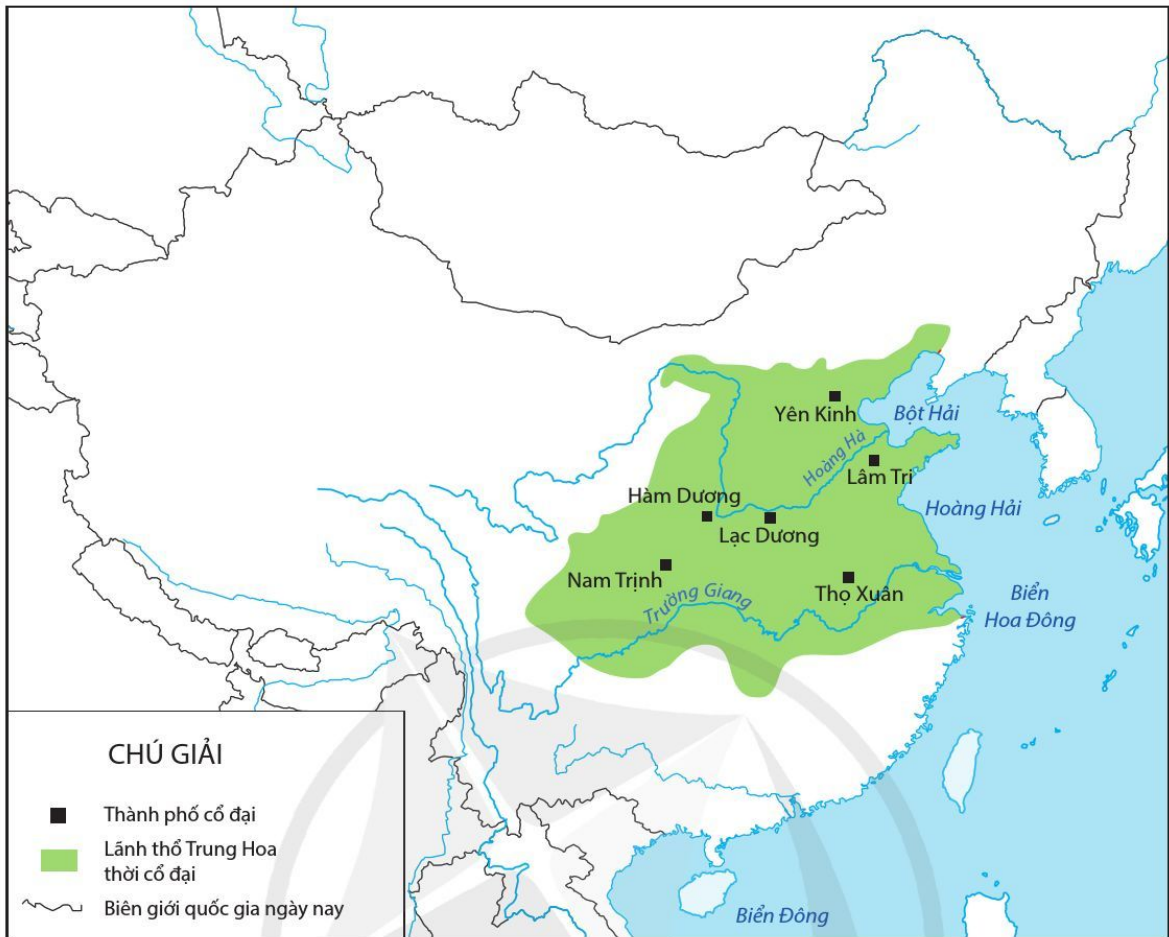 Yên Kinh
Bột Hải
Hoàng Hà
Lâm Tri
Hàm Dương
Hoàng Hải
Lạc Dương
Nam Trịnh
Thọ Xuân
Trường Giang
Biển
Hoa Đông
CHÚ GIẢI
Thành phố cổ đại
Lãnh thổ Trung Hoa
thời cổ đại
Biên giới quốc gia ngày nay
Biển Đông